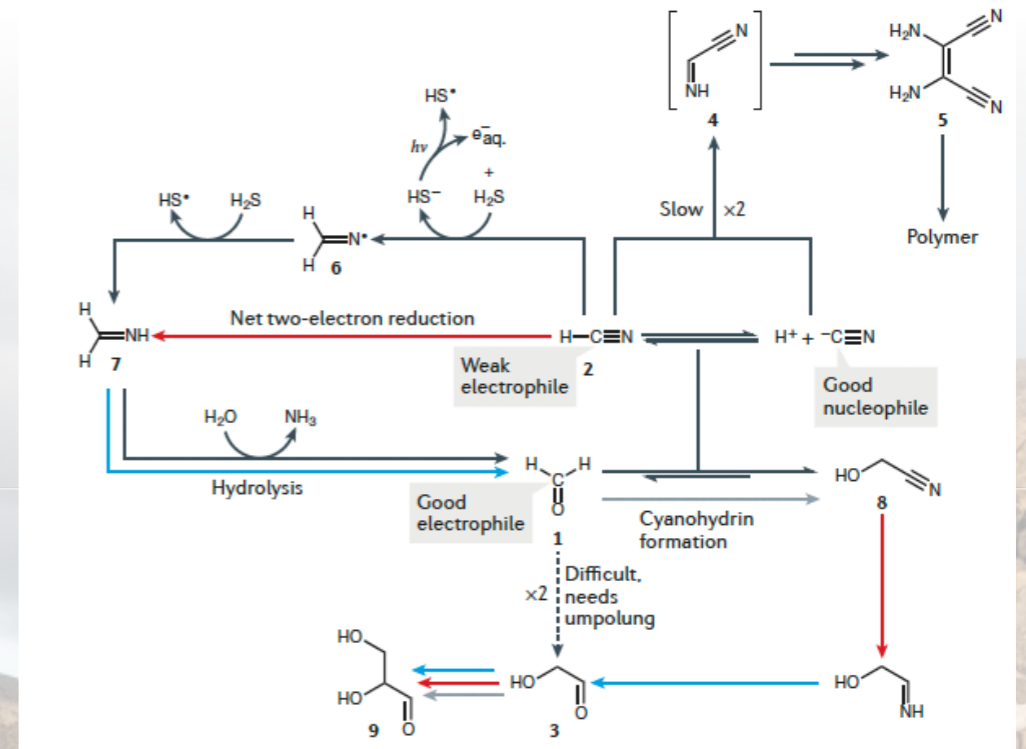 N
H₂N
NH
4
H₂N
N
5
HS•
hν
e⁻aq.
+
HS⁻
H₂S
HS•
H₂S
Slow
×2
Polymer
H
N•
H
6
H
NH
H
7
Net two-electron reduction
H–C≡N
2
H⁺ + ⁻C≡N
Weak
electrophile
Good
nucleophile
H₂O
NH₃
Hydrolysis
H
H
C
O
1
Good
electrophile
HO
N
8
Cyanohydrin
formation
×2
Difficult,
needs
umpolung
HO
HO
O
9
HO
O
3
HO
NH